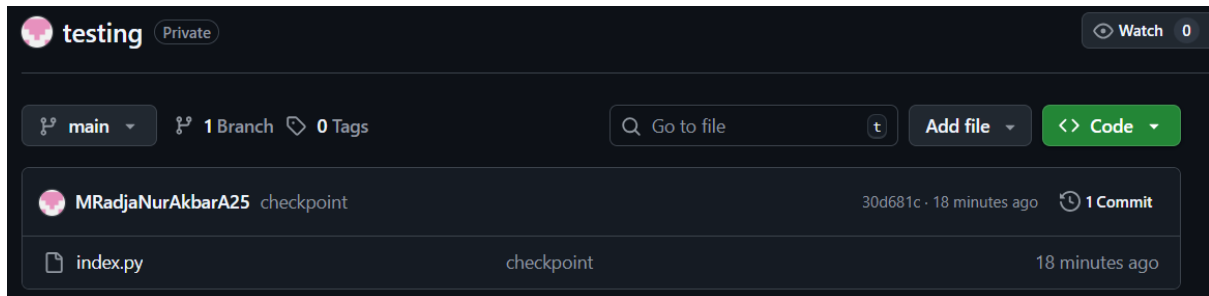 testing Private Watch 0
main 1 Branch 0 Tags Go to file t Add file <> Code
MRadjaNurAkbarA25 checkpoint 30d681c · 18 minutes ago 1 Commit
index.py checkpoint 18 minutes ago